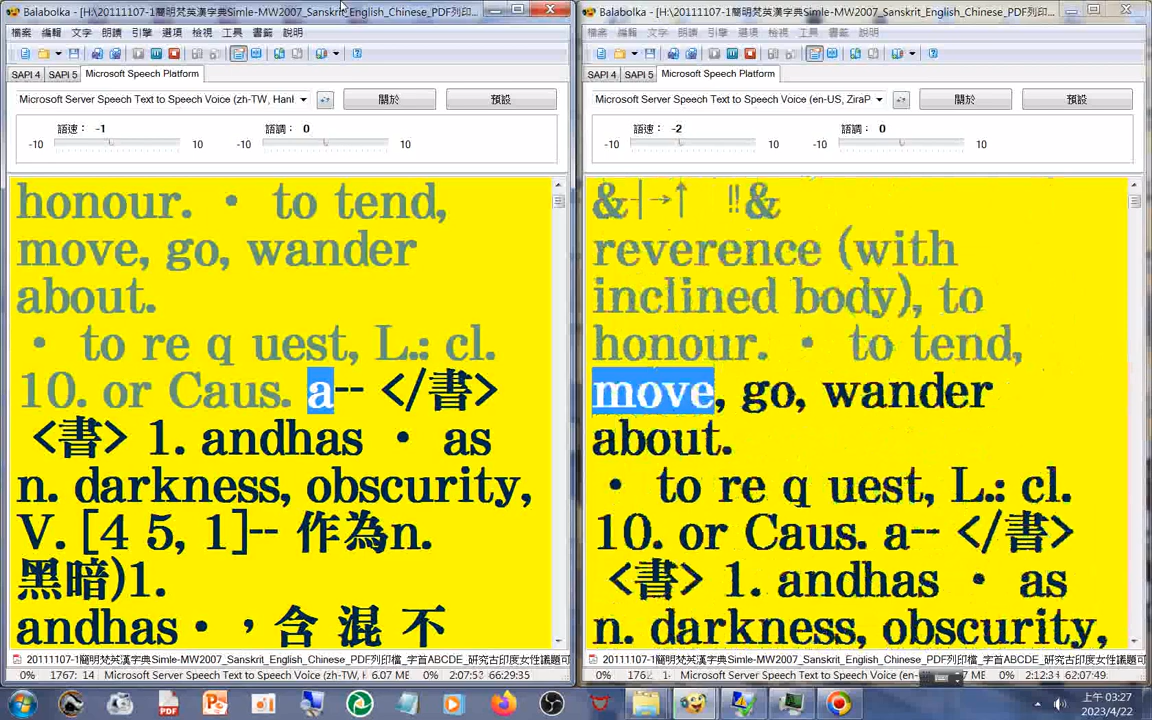 Balabolka - [H:\20111107-1簡明梵英漢字典Simle-MW2007_Sanskrit_English_Chinese_PDF列印...
檔案 編輯 文字 朗讀 引擎 選項 檢視 工具 書籤 說明
SAPI 4 SAPI 5 Microsoft Speech Platform
Microsoft Server Speech Text to Speech Voice (zh-TW, HanI
關於 預設
語速: -1 語調: 0
-10 10 -10 10
honour. • to tend,
move, go, wander
about.
• to re q uest, L.: cl.
10. or Caus. a-- </書>
<書> 1. andhas • as
n. darkness, obscurity,
V. [4 5, 1]-- 作為n.
黑暗)1.
andhas•,含 混 不
20111107-1簡明梵英漢字典Simle-MW2007_Sanskrit_English_Chinese_PDF列印檔_字首ABCDE_研究古印度女性議題可
0% 1767: 14 Microsoft Server Speech Text to Speech Voice (zh-TW, H 6.07 MB 0% 2:07:53 66:29:35
Balabolka - [H:\20111107-1簡明梵英漢字典Simle-MW2007_Sanskrit_English_Chinese_PDF列印...
檔案 編輯 文字 朗讀 引擎 選項 檢視 工具 書籤 說明
SAPI 4 SAPI 5 Microsoft Speech Platform
Microsoft Server Speech Text to Speech Voice (en-US, ZiraP
關於 預設
語速: -2 語調: 0
-10 10 -10 10
&┤→↑ ‼&
reverence (with
inclined body), to
honour. • to tend,
move, go, wander
about.
• to re q uest, L.: cl.
10. or Caus. a-- </書>
<書> 1. andhas • as
n. darkness, obscurity,
20111107-1簡明梵英漢字典Simle-MW2007_Sanskrit_English_Chinese_PDF列印檔_字首ABCDE_研究古印度女性議題可
0% Microsoft Server Speech Text to Speech Voice (en-us 0% 62:07:49
上午 03:27
2023/4/22